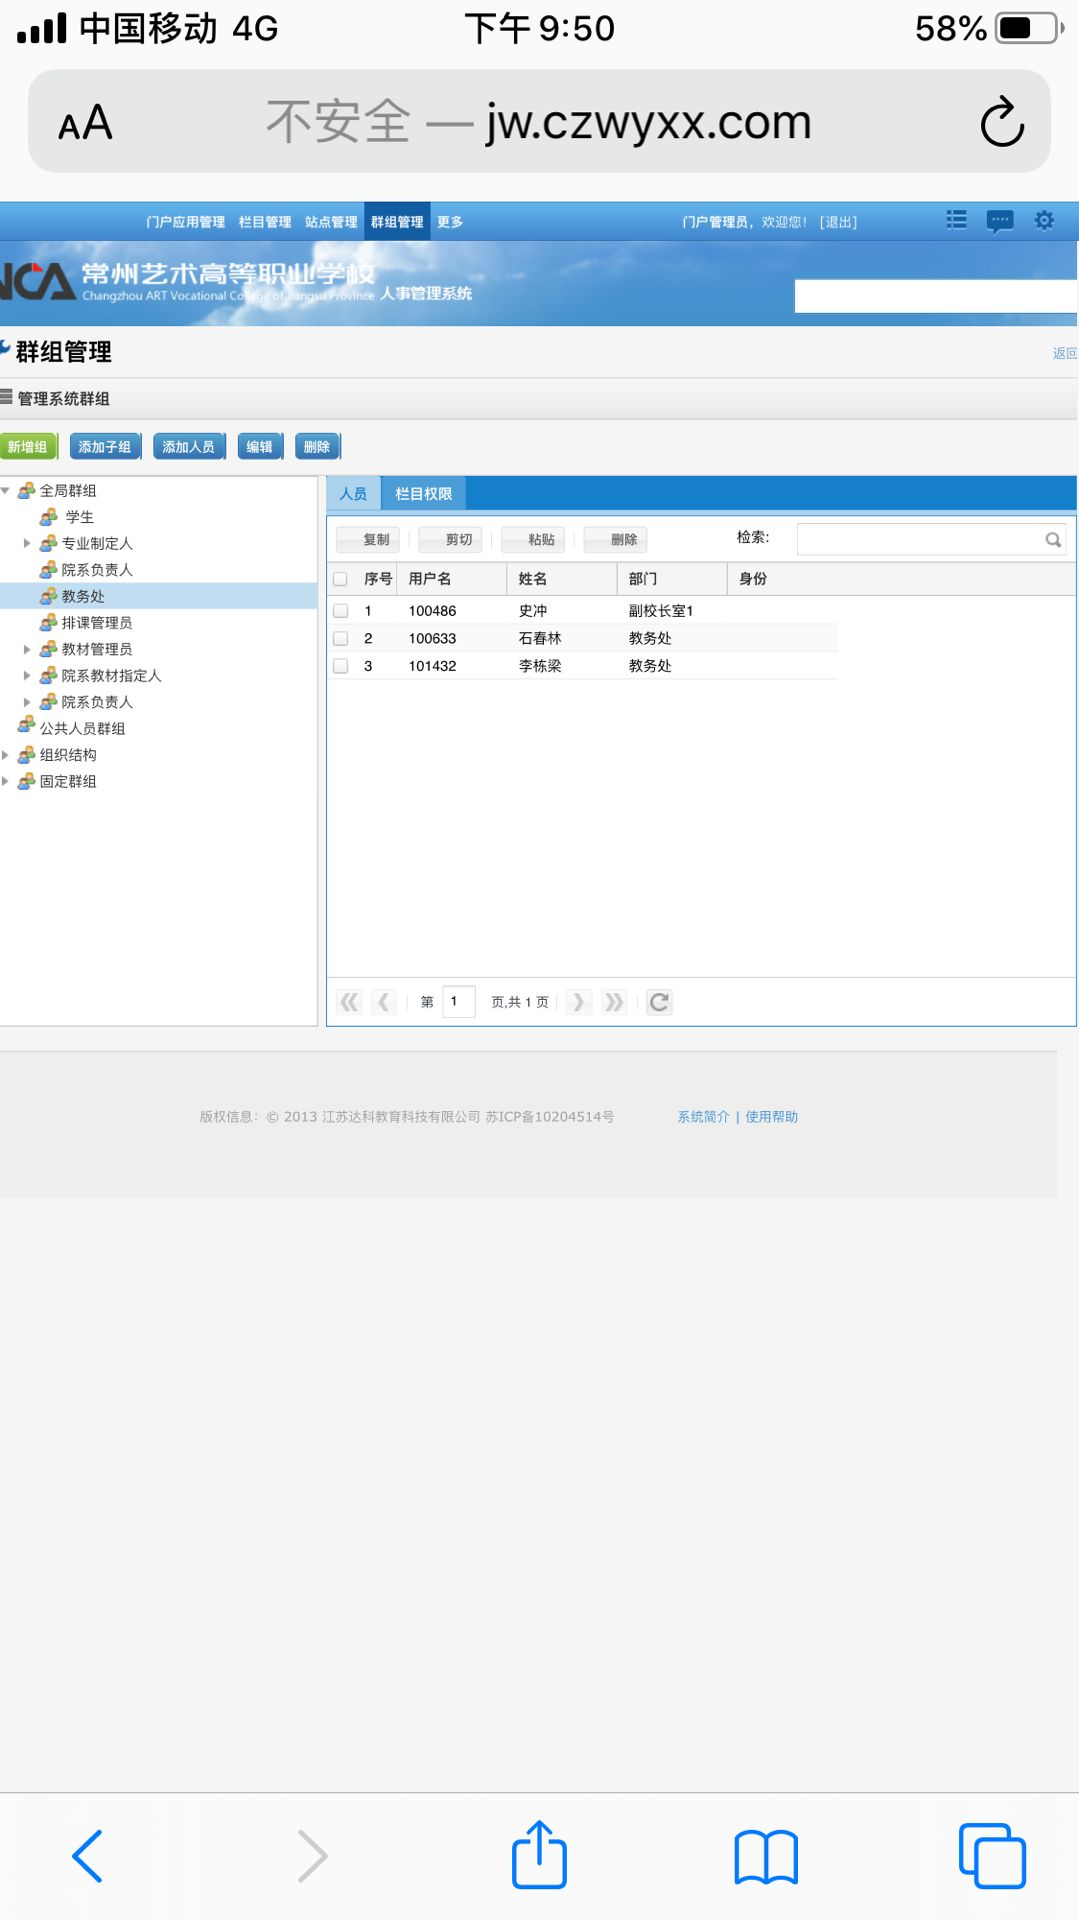 中国移动 4G 下午 9:50 58%
AA 不安全 — jw.czwyxx.com
门户应用管理 栏目管理 站点管理 群组管理 更多 门户管理员，欢迎您！ [退出]
常州艺术高等职业学校
Changzhou ART Vocational College of Jiangsu Province 人事管理系统
群组管理 返回
管理系统群组
新增组 添加子组 添加人员 编辑 删除
全局群组
学生
专业制定人
院系负责人
教务处
排课管理员
教材管理员
院系教材指定人
院系负责人
公共人员群组
组织结构
固定群组
人员 栏目权限
复制 剪切 粘贴 删除 检索:
序号 用户名 姓名 部门 身份
1 100486 史冲 副校长室1
2 100633 石春林 教务处
3 101432 李栋梁 教务处
第 1 页,共 1 页
版权信息：© 2013 江苏达科教育科技有限公司 苏ICP备10204514号 系统简介 | 使用帮助